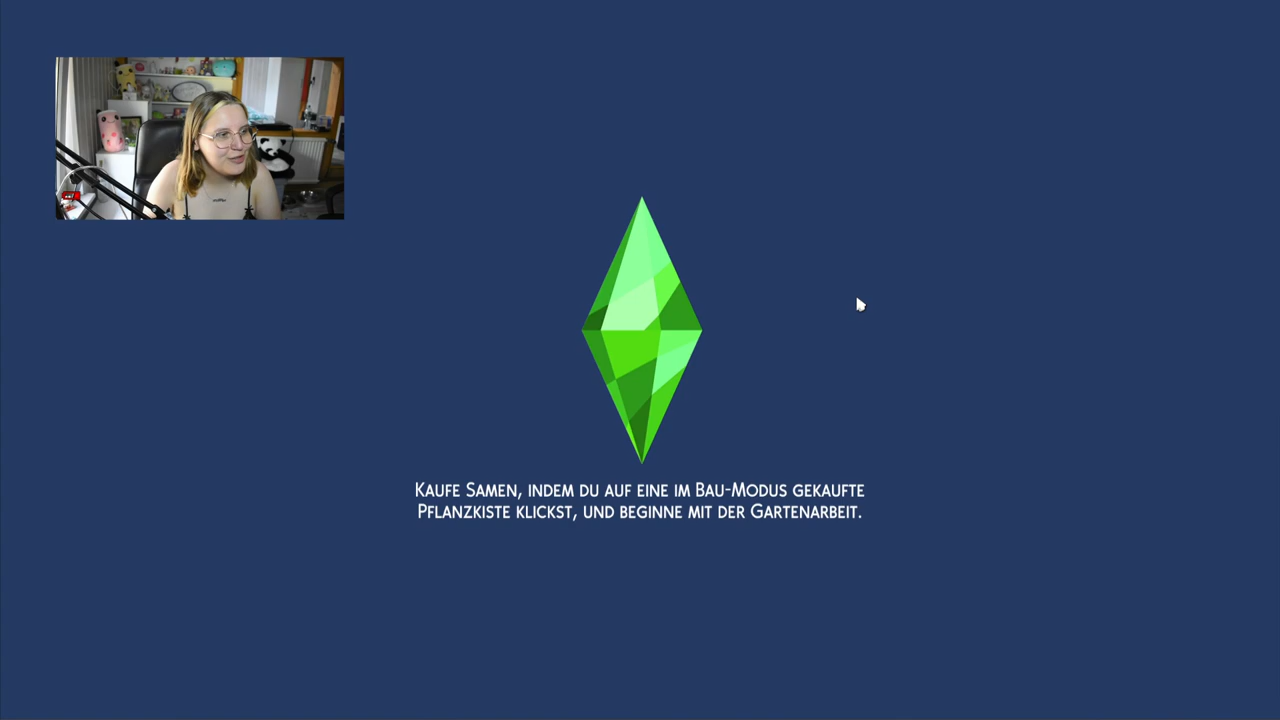 Kaufe Samen, indem du auf eine im Bau-Modus gekaufte
Pflanzkiste klickst, und beginne mit der Gartenarbeit.